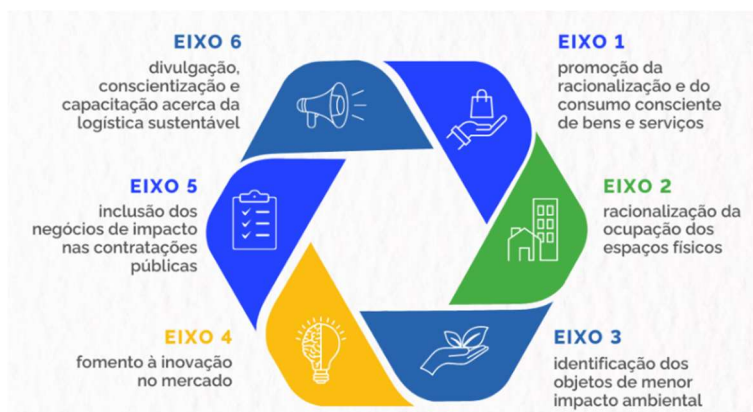 EIXO 1
promoção da
racionalização e do
consumo consciente
de bens e serviços
EIXO 2
racionalização da
ocupação dos
espaços físicos
EIXO 3
identificação dos
objetos de menor
impacto ambiental
EIXO 4
fomento à inovação
no mercado
EIXO 5
inclusão dos
negócios de impacto
nas contratações
públicas
EIXO 6
divulgação,
conscientização e
capacitação acerca da
logística sustentável